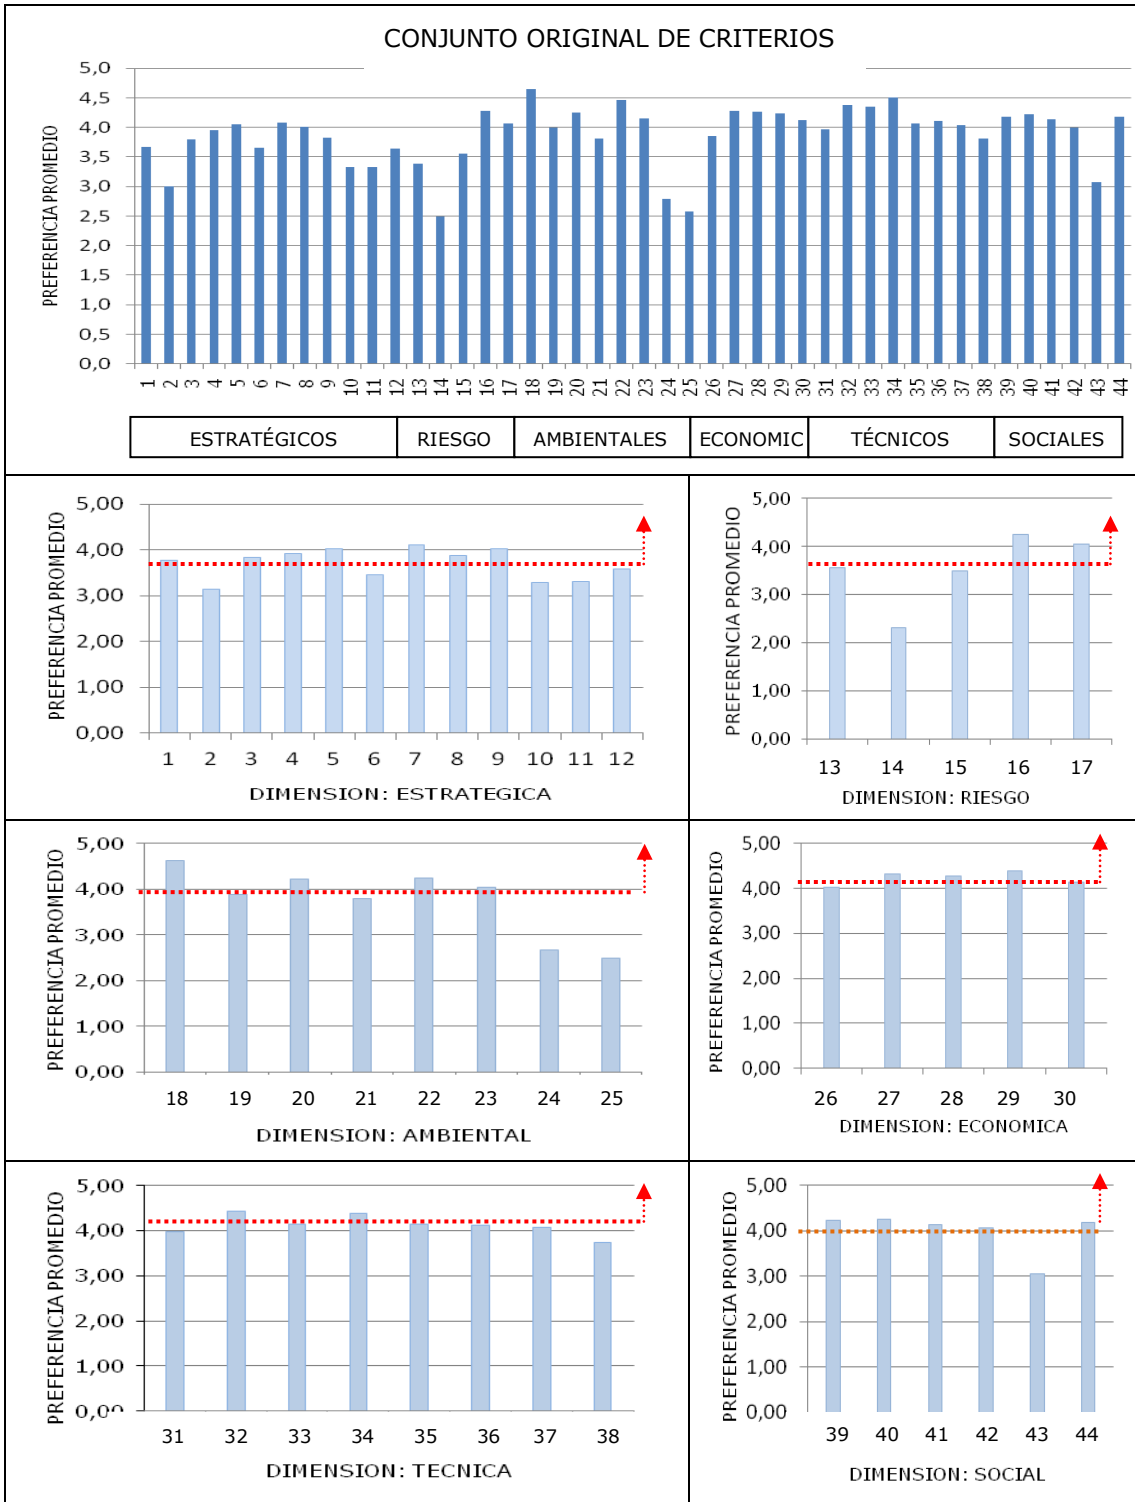 CONJUNTO ORIGINAL DE CRITERIOS
PREFERENCIA PROMEDIO
5,0
4,5
4,0
3,5
3,0
2,5
2,0
1,5
1,0
0,5
0,0
1 2 3 4 5 6 7 8 9 10 11 12 13 14 15 16 17 18 19 20 21 22 23 24 25 26 27 28 29 30 31 32 33 34 35 36 37 38 39 40 41 42 43 44
ESTRATÉGICOS RIESGO AMBIENTALES ECONOMIC TÉCNICOS SOCIALES
PREFERENCIA PROMEDIO
5,00
4,00
3,00
2,00
1,00
0,00
1 2 3 4 5 6 7 8 9 10 11 12
DIMENSION: ESTRATEGICA
PREFERENCIA PROMEDIO
5,00
4,00
3,00
2,00
1,00
0,00
13 14 15 16 17
DIMENSION: RIESGO
PREFERENCIA PROMEDIO
5,00
4,00
3,00
2,00
1,00
0,00
18 19 20 21 22 23 24 25
DIMENSION: AMBIENTAL
PREFERENCIA PROMEDIO
5,00
4,00
3,00
2,00
1,00
0,00
26 27 28 29 30
DIMENSION: ECONOMICA
PREFERENCIA PROMEDIO
5,00
4,00
3,00
2,00
1,00
0,00
31 32 33 34 35 36 37 38
DIMENSION: TECNICA
PREFERENCIA PROMEDIO
5,00
4,00
3,00
2,00
1,00
0,00
39 40 41 42 43 44
DIMENSION: SOCIAL